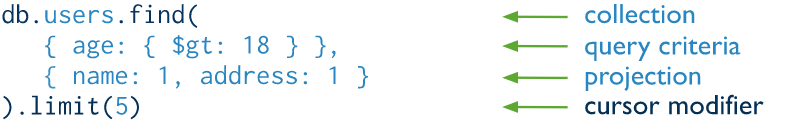 db.users.find( collection
{ age: { $gt: 18 } }, query criteria
{ name: 1, address: 1 } projection
).limit(5) cursor modifier